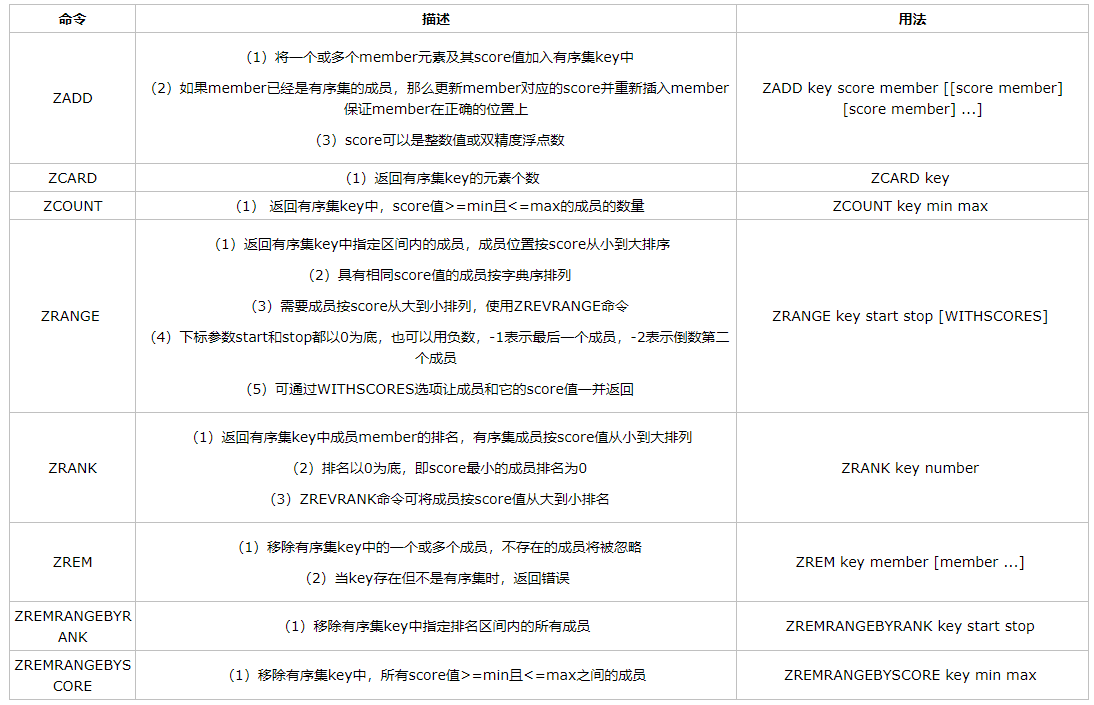 命令 描述 用法
（1）将一个或多个member元素及其score值加入有序集key中
（2）如果member已经是有序集的成员，那么更新member对应的score并重新插入member
保证member在正确的位置上
（3）score可以是整数值或双精度浮点数
ZADD
ZADD key score member [[score member]
[score member] ...]
ZCARD （1）返回有序集key的元素个数 ZCARD key
ZCOUNT （1） 返回有序集key中，score值>=min且<=max的成员的数量 ZCOUNT key min max
（1）返回有序集key中指定区间内的成员，成员位置按score从小到大排序
（2）具有相同score值的成员按字典序排列
（3）需要成员按score从大到小排列，使用ZREVRANGE命令
（4）下标参数start和stop都以0为底，也可以用负数，-1表示最后一个成员，-2表示倒数第二
个成员
（5）可通过WITHSCORES选项让成员和它的score值一并返回
ZRANGE
ZRANGE key start stop [WITHSCORES]
（1）返回有序集key中成员member的排名，有序集成员按score值从小到大排列
（2）排名以0为底，即score最小的成员排名为0
（3）ZREVRANK命令可将成员按score值从大到小排名
ZRANK
ZRANK key number
（1）移除有序集key中的一个或多个成员，不存在的成员将被忽略
（2）当key存在但不是有序集时，返回错误
ZREM
ZREM key member [member ...]
ZREMRANGEBYR
ANK
（1）移除有序集key中指定排名区间内的所有成员
ZREMRANGEBYRANK key start stop
ZREMRANGEBYS
CORE
（1）移除有序集key中，所有score值>=min且<=max之间的成员
ZREMRANGEBYSCORE key min max